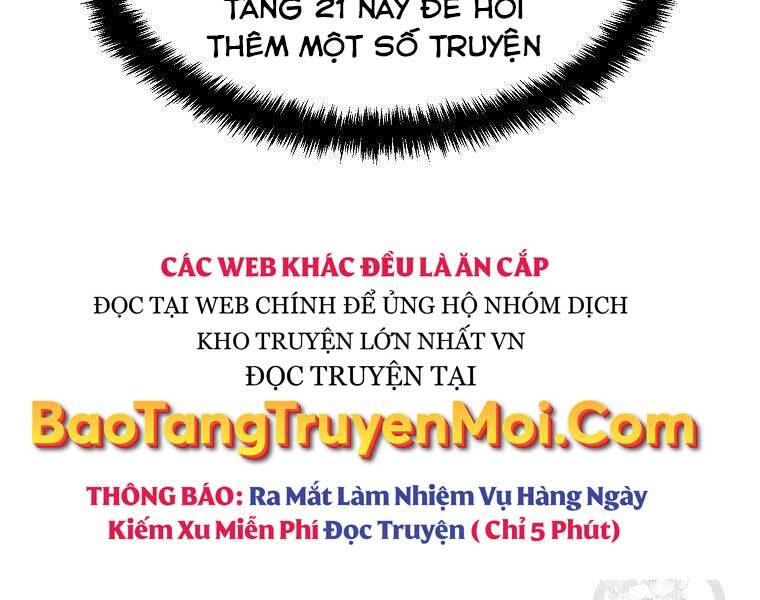 TẦNG 21 NÀY ĐỂ HỎI
THÊM MỘT SỐ TRUYỆN
CÁC WEB KHÁC ĐỀU LÀ ĂN CẮP
ĐỌC TẠI WEB CHÍNH ĐỂ ỦNG HỘ NHÓM DỊCH
KHO TRUYỆN LỚN NHẤT VN
ĐỌC TRUYỆN TẠI
BaoTangTruyenMoi.Com
THÔNG BÁO: Ra Mắt Làm Nhiệm Vụ Hàng Ngày
Kiếm Xu Miễn Phí Đọc Truyện ( Chỉ 5 Phút)